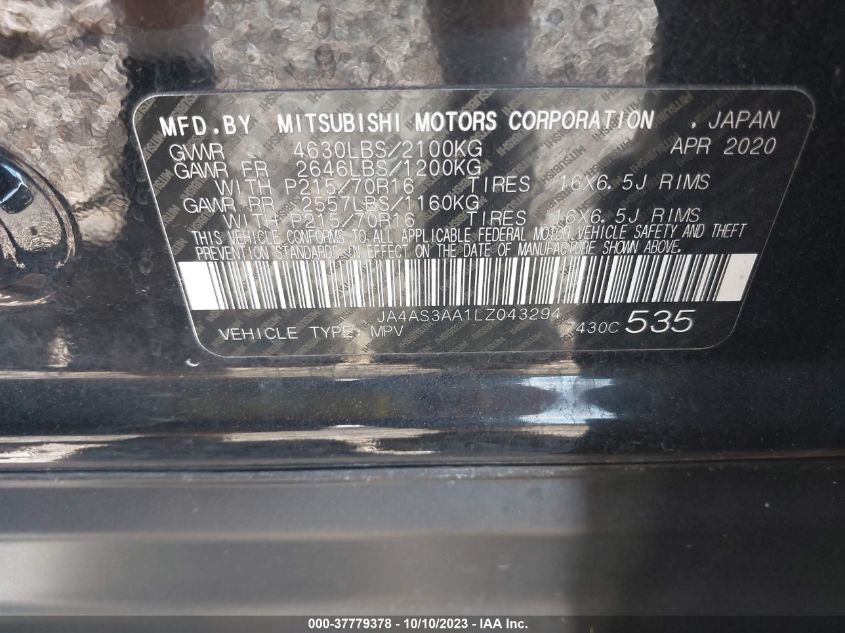 MFD.BY MITSUBISHI MOTORS CORPORATION , JAPAN
GVWR 4630LBS/2100KG APR 2020
GAWR FR 2646LBS/1200KG
WITH P215/70R16 TIRES 16X6.5J RIMS
GAWR RR 2557LBS/1160KG
WITH P215/70R16 TIRES 16X6.5J RIMS
THIS VEHICLE CONFORMS TO ALL APPLICABLE FEDERAL MOTOR VEHICLE SAFETY AND THEFT
PREVENTION STANDARDS IN EFFECT ON THE DATE OF MANUFACTURE SHOWN ABOVE.
JA4AS3AA1LZ043294
VEHICLE TYPE: MPV 7430C 535
000-37779378 - 10/10/2023 - IAA Inc.